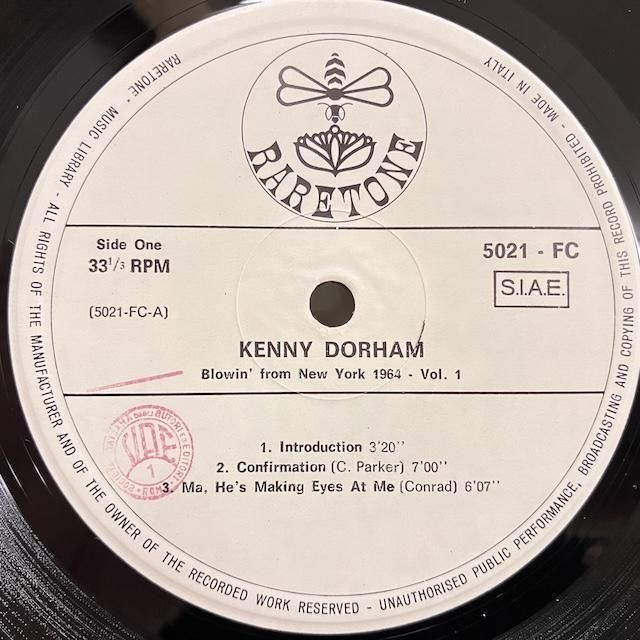 RARETONE
Side One
33 1/3 RPM
(5021-FC-A)
5021 - FC
S.I.A.E.
KENNY DORHAM
Blowin' from New York 1964 - Vol. 1
1. Introduction 3'20''
2. Confirmation (C. Parker) 7'00''
3. Ma, He's Making Eyes At Me (Conrad) 6'07''
RARETONE * MUSIC LIBRARY - ALL RIGHTS OF THE MANUFACTURER AND OF THE OWNER OF THE RECORDED WORK RESERVED - UNAUTHORISED PUBLIC PERFORMANCE, BROADCASTING AND COPYING OF THIS RECORD PROHIBITED - MADE IN ITALY
1
ROMA